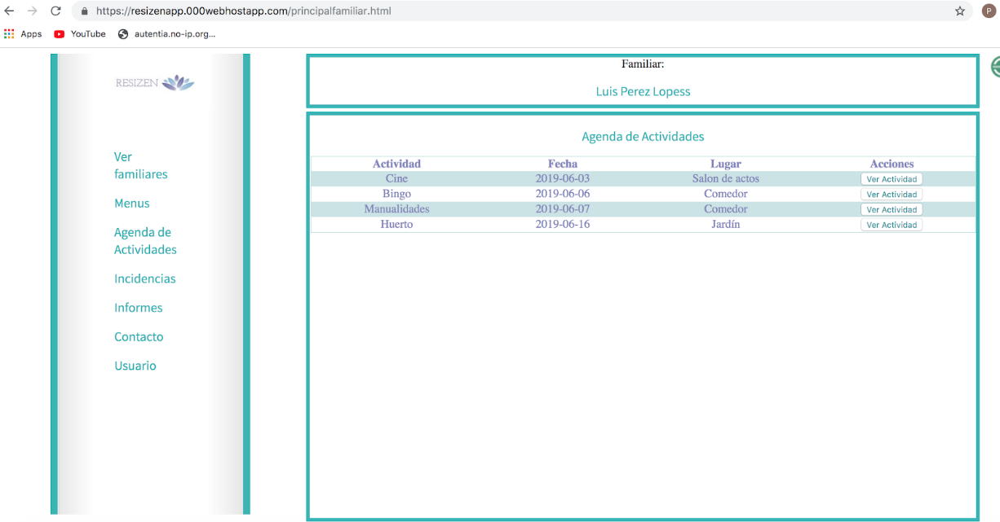 https://resizenapp.000webhostapp.com/principalfamiliar.html
P
Apps YouTube autentia.no-ip.org...
RESIZEN
Ver
familiares
Menus
Agenda de
Actividades
Incidencias
Informes
Contacto
Usuario
Familiar:
Luis Perez Lopess
Agenda de Actividades
Actividad Fecha Lugar Acciones
Cine 2019-06-03 Salon de actos Ver Actividad
Bingo 2019-06-06 Comedor Ver Actividad
Manualidades 2019-06-07 Comedor Ver Actividad
Huerto 2019-06-16 Jardín Ver Actividad